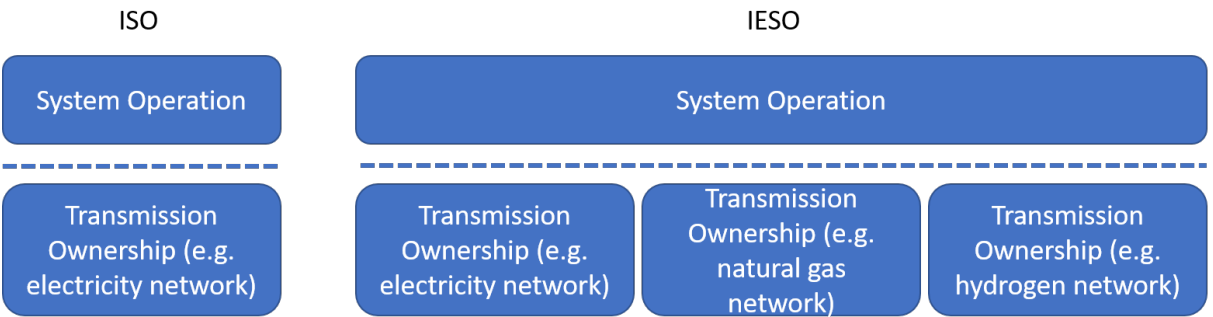 ISO
IESO
System Operation
System Operation
Transmission
Ownership (e.g.
electricity network)
Transmission
Ownership (e.g.
electricity network)
Transmission
Ownership (e.g.
natural gas
network)
Transmission
Ownership (e.g.
hydrogen network)